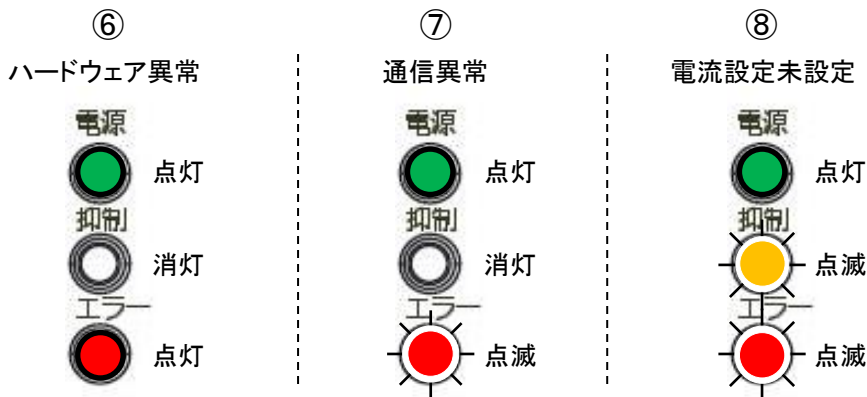 ⑥
ハードウェア異常
電源
点灯
抑制
消灯
エラー
点灯
⑦
通信異常
電源
点灯
抑制
消灯
エラー
点滅
⑧
電流設定未設定
電源
点灯
抑制
点滅
エラー
点滅